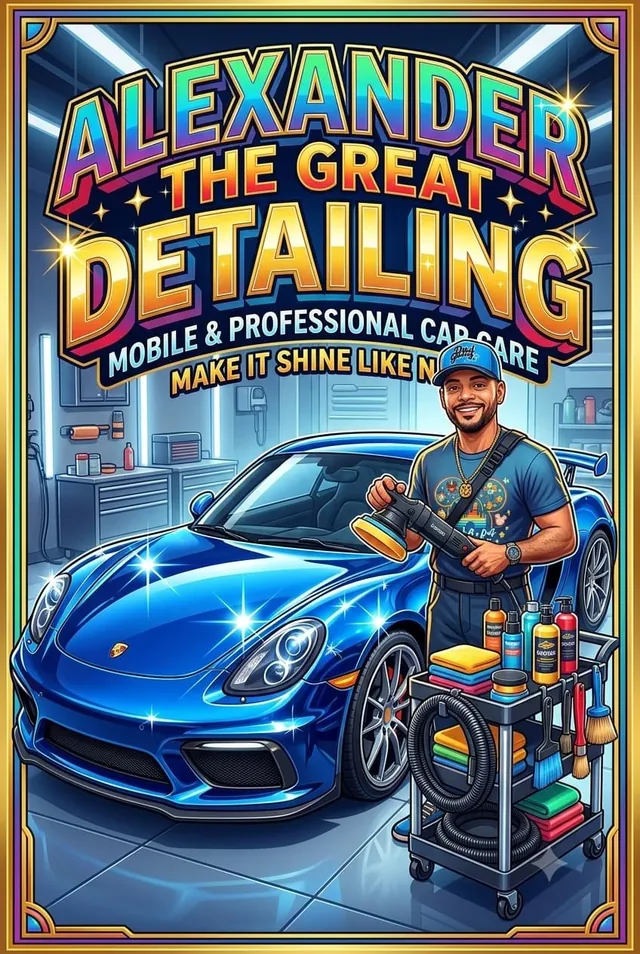 ALEXANDER
THE GREAT
DETAILING
MOBILE & PROFESSIONAL CAR CARE
MAKE IT SHINE LIKE N